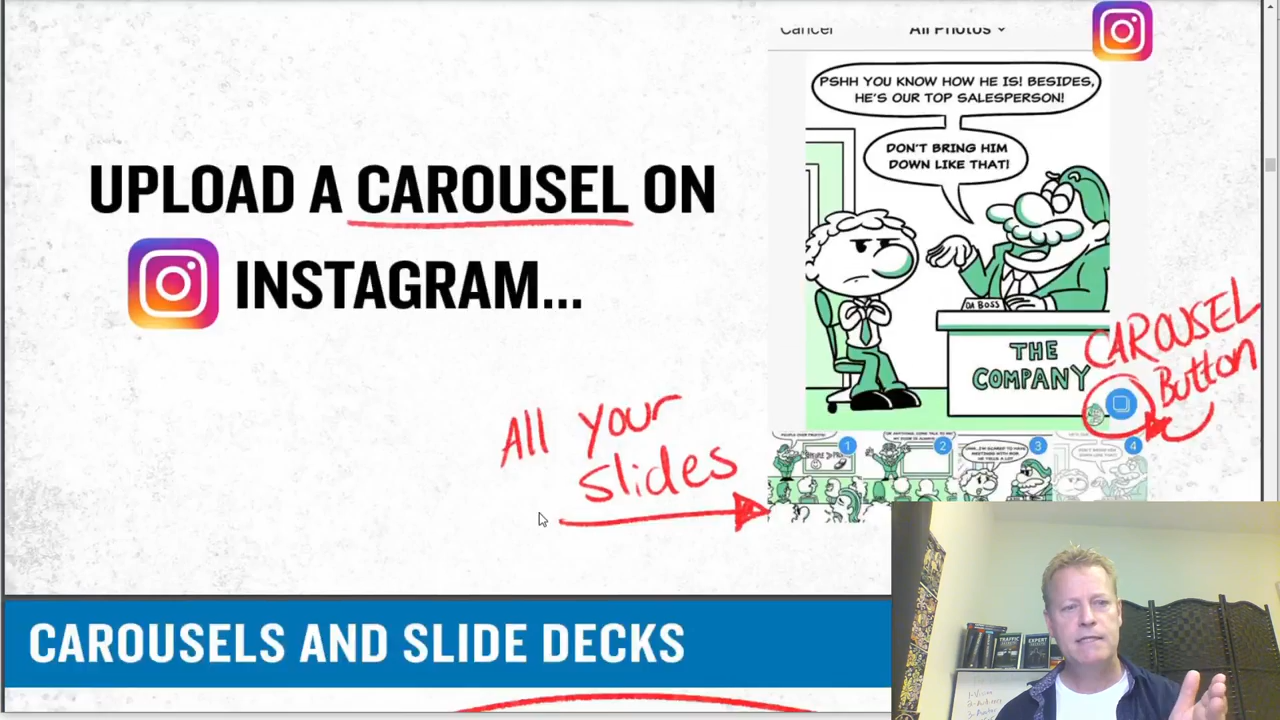 Cancel
All Photos
PSHH YOU KNOW HOW HE IS! BESIDES,
HE'S OUR TOP SALESPERSON!
DON'T BRING HIM
DOWN LIKE THAT!
UPLOAD A CAROUSEL ON
INSTAGRAM...
DA BOSS
THE
COMPANY
CAROUSEL
Button
All your
slides
1
2
3
4
CAROUSELS AND SLIDE DECKS
TRAFFIC
EXPERT